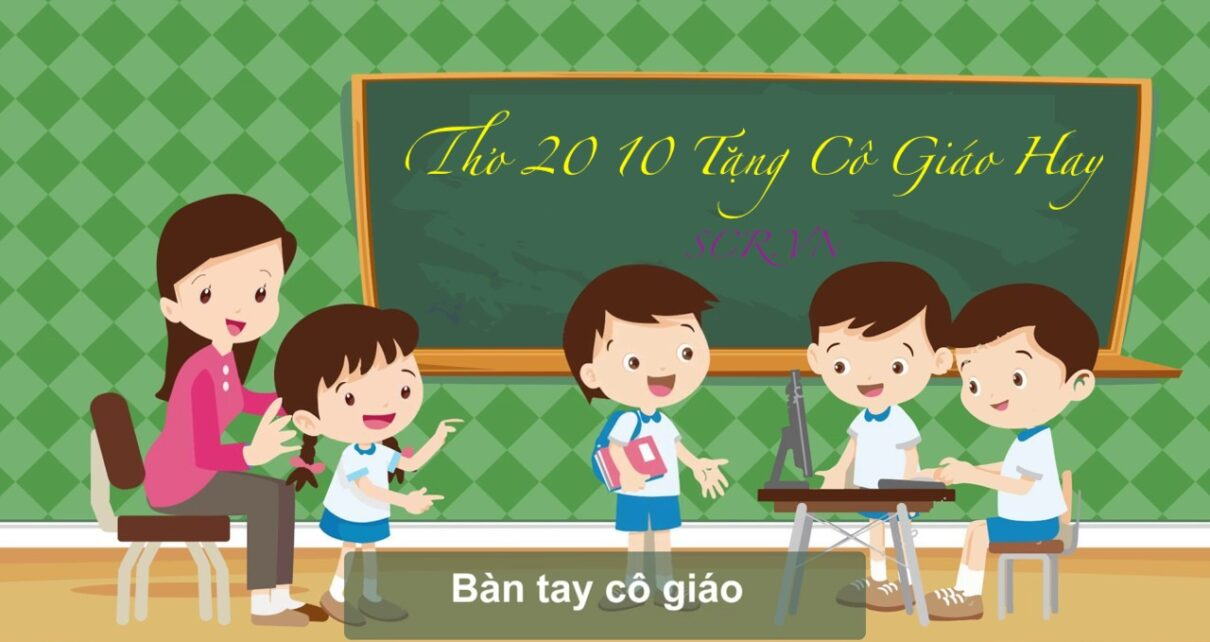 Thơ 20 10 Tặng Cô Giáo Hay
SCR.VN
Bàn tay cô giáo